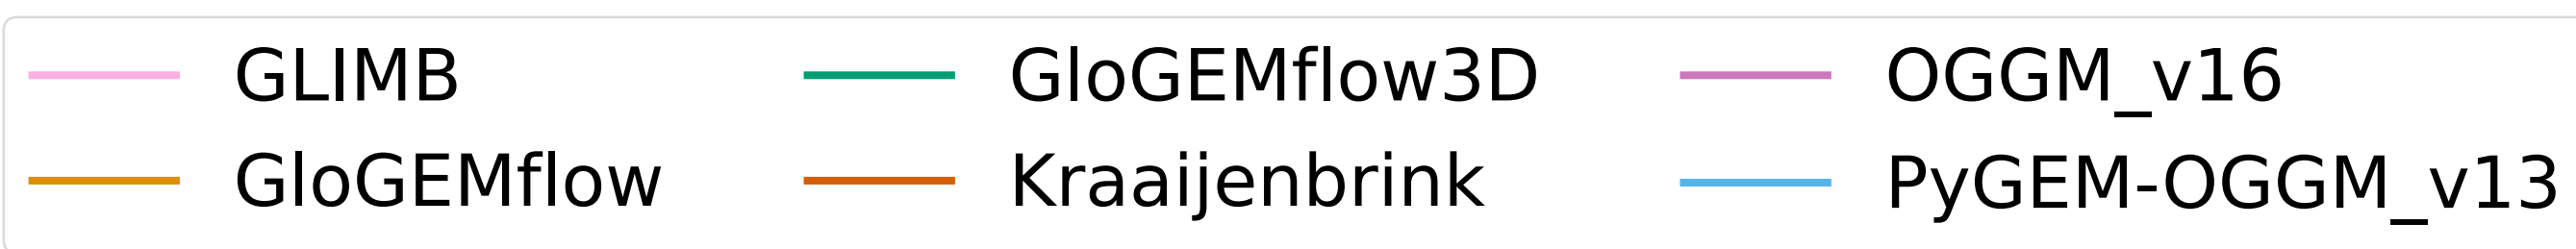 GLIMB GloGEMflow3D OGGM_v16
GloGEMflow Kraaijenbrink PyGEM-OGGM_v13